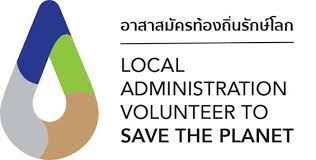 อาสาสมัครท้องถิ่นรักษ์โลก
LOCAL
ADMINISTRATION
VOLUNTEER TO
SAVE THE PLANET